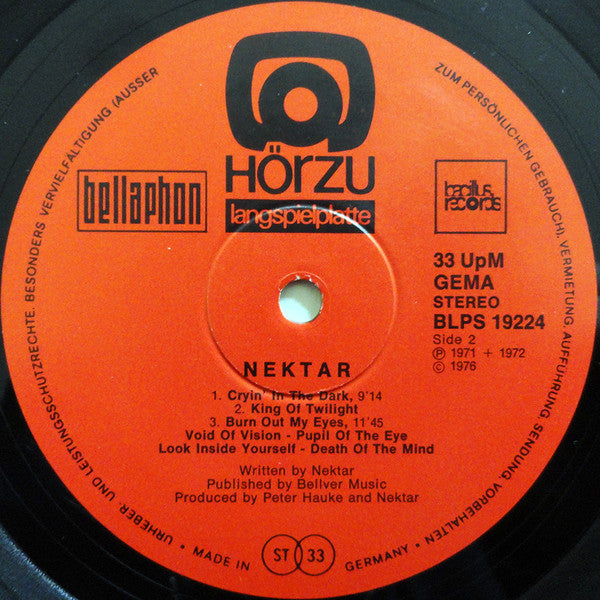 HÖRZU
langspielplatte
bellaphon
bacillus
records
33 UpM
GEMA
STEREO
BLPS 19224
Side 2
Ⓟ 1971 + 1972
© 1976
NEKTAR
1. Cryin' In The Dark, 9'14
2. King Of Twilight
3. Burn Out My Eyes, 11'45
Void Of Vision - Pupil Of The Eye
Look Inside Yourself - Death Of The Mind
Written by Nektar
Published by Bellver Music
Produced by Peter Hauke and Nektar
URHEBER- UND LEISTUNGSSCHUTZRECHTE. BESONDERS VERVIELFÄLTIGUNG (AUSSER
ZUM PERSÖNLICHEN GEBRAUCH), VERMIETUNG, AUFFÜHRUNG, SENDUNG, VORBEHALTEN •
• MADE IN ST 33 GERMANY •